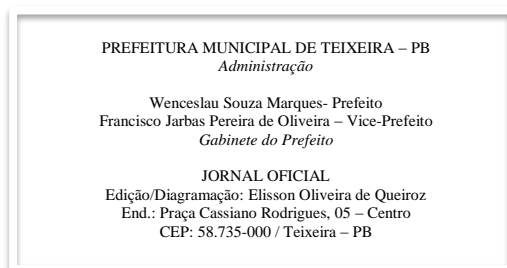 PREFEITURA MUNICIPAL DE TEIXEIRA – PB
Administração
Wenceslau Souza Marques- Prefeito
Francisco Jarbas Pereira de Oliveira – Vice-Prefeito
Gabinete do Prefeito
JORNAL OFICIAL
Edição/Diagramação: Elisson Oliveira de Queiroz
End.: Praça Cassiano Rodrigues, 05 – Centro
CEP: 58.735-000 / Teixeira – PB